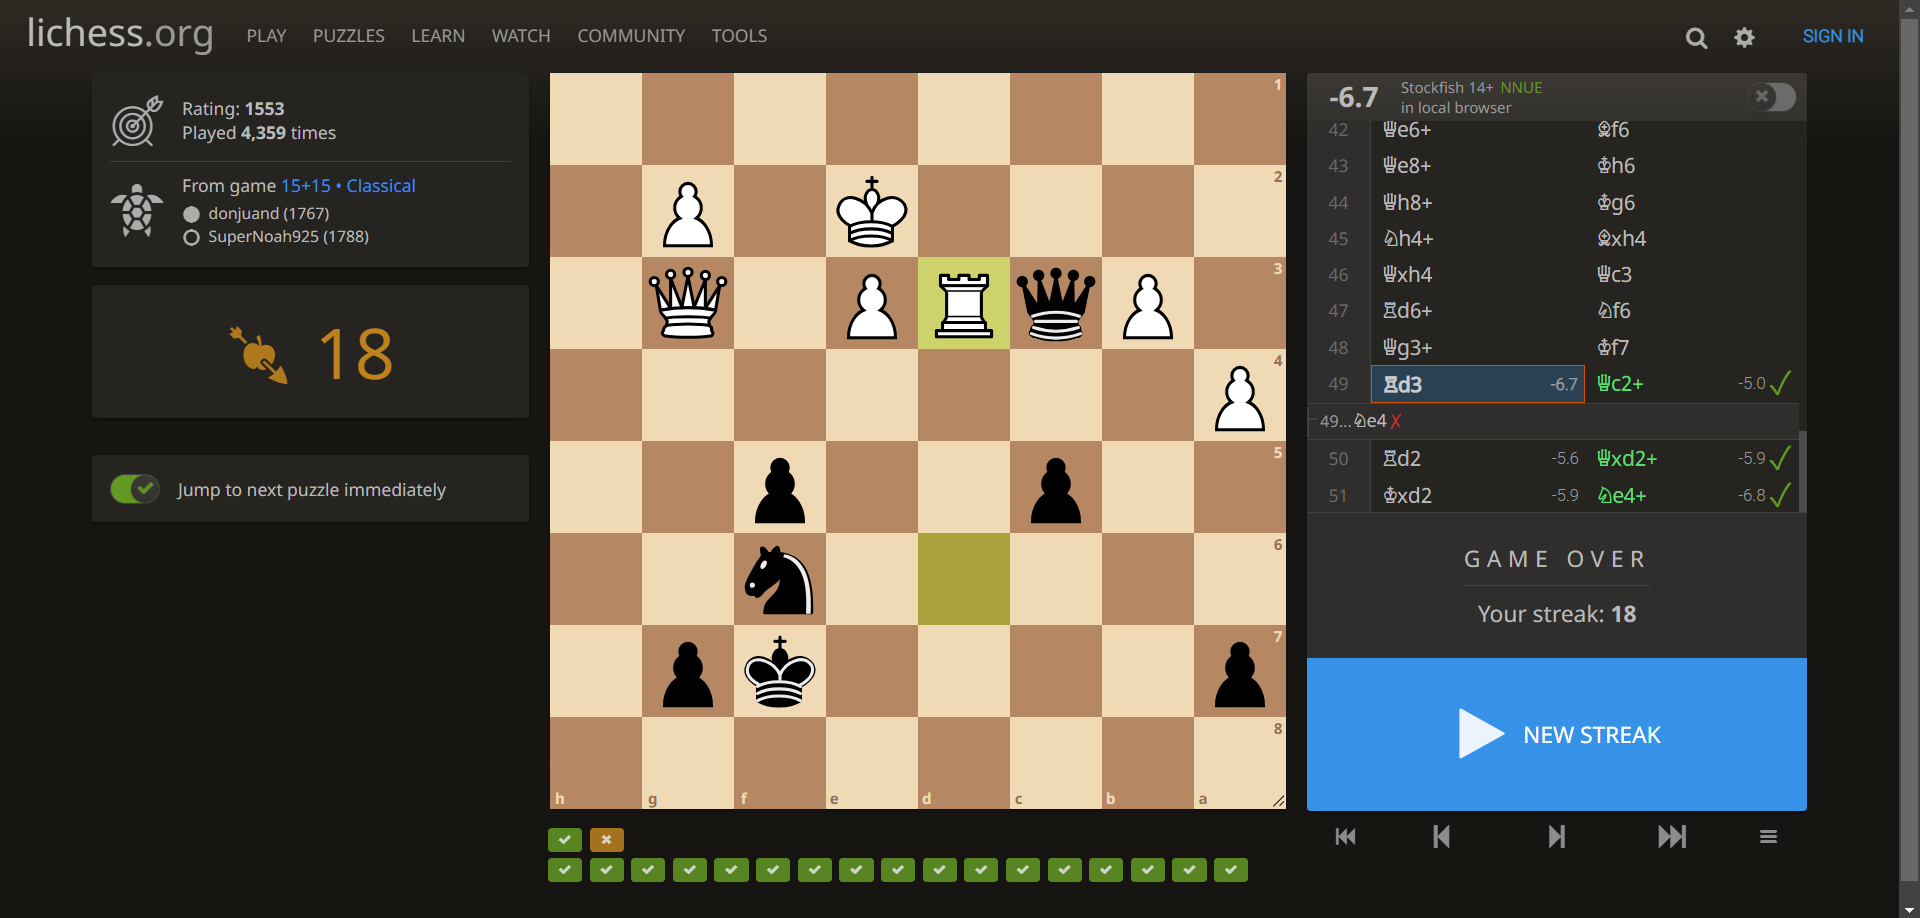 lichess.org PLAY PUZZLES LEARN WATCH COMMUNITY TOOLS SIGN IN
Rating: 1553
Played 4,359 times
From game 15+15 • Classical
donjuand (1767)
SuperNoah925 (1788)
18
Jump to next puzzle immediately
1
2
3
4
5
6
7
8
h g f e d c b a
-6.7
Stockfish 14+ NNUE
in local browser
42 ♕e6+ ♗f6
43 ♕e8+ ♔h6
44 ♕h8+ ♔g6
45 ♘h4+ ♗xh4
46 ♕xh4 ♕c3
47 ♖d6+ ♘f6
48 ♕g3+ ♔f7
49 ♖d3 -6.7 ♕c2+ -5.0 ✓
49... ♘e4 ✗
50 ♖d2 -5.6 ♕xd2+ -5.9 ✓
51 ♔xd2 -5.9 ♘e4+ -6.8 ✓
GAME OVER
Your streak: 18
NEW STREAK